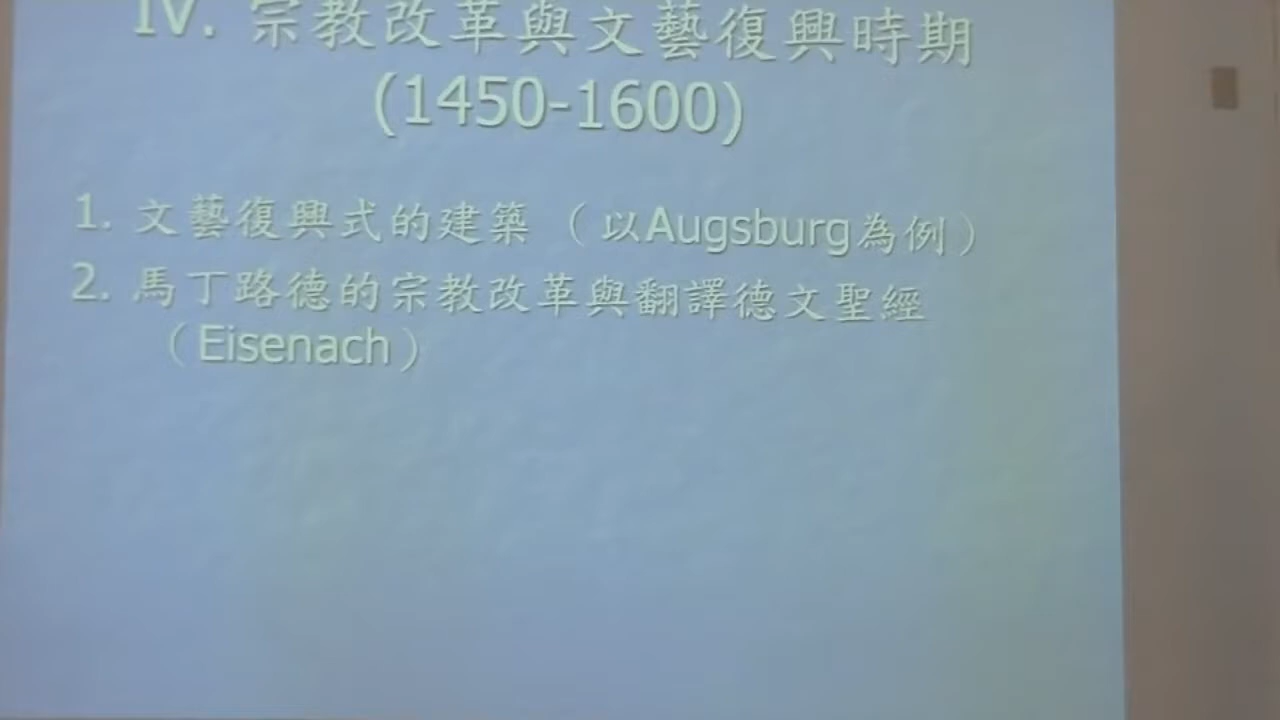 IV. 宗教改革與文藝復興時期
(1450-1600)
1. 文藝復興式的建築 （以Augsburg為例）
2. 馬丁路德的宗教改革與翻譯德文聖經
（Eisenach）